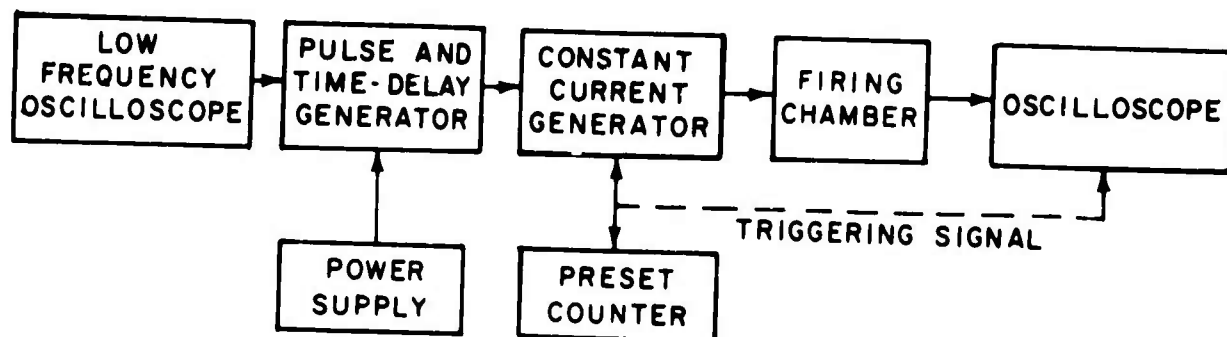 LOW
FREQUENCY
OSCILLOSCOPE
PULSE AND
TIME-DELAY
GENERATOR
CONSTANT
CURRENT
GENERATOR
FIRING
CHAMBER
OSCILLOSCOPE
TRIGGERING SIGNAL
POWER
SUPPLY
PRESET
COUNTER